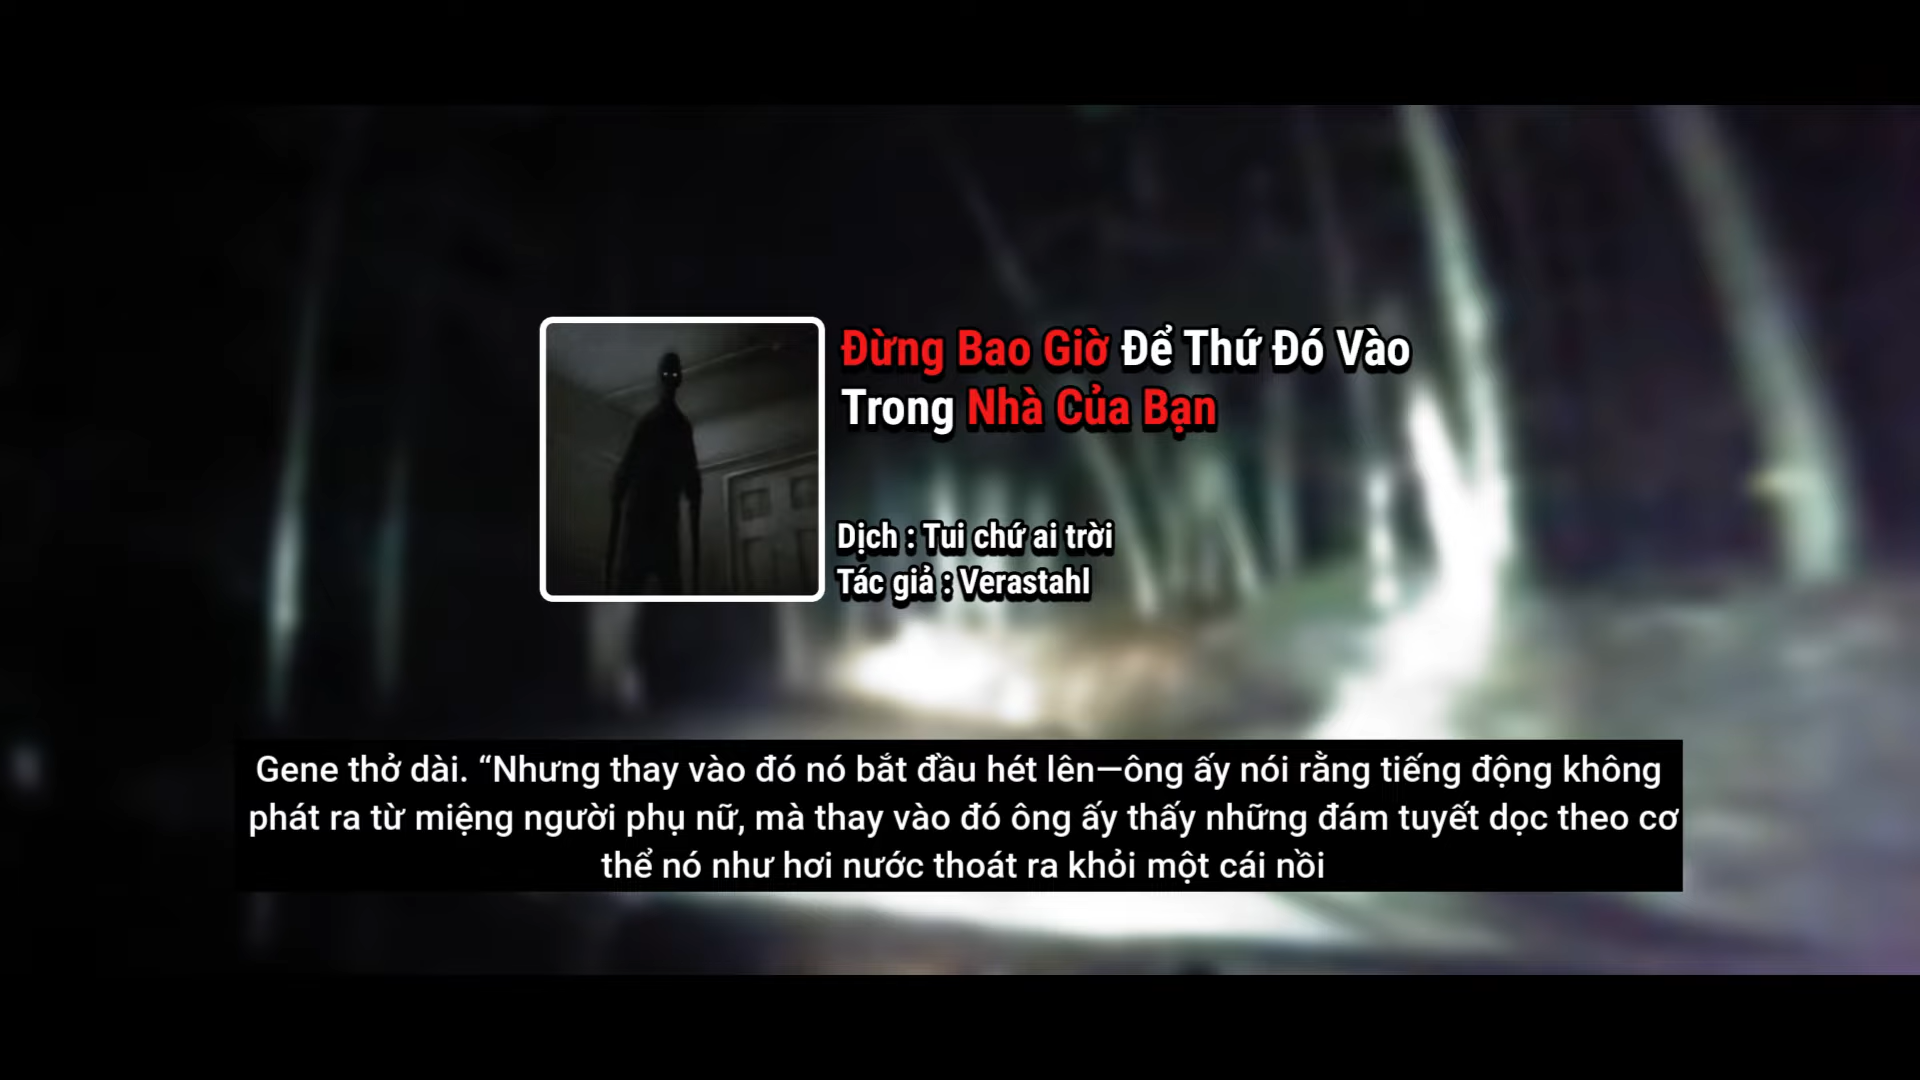 Đừng Bao Giờ Để Thứ Đó Vào
Trong Nhà Của Bạn
Dịch : Tui chứ ai trời
Tác giả : Verastahl
Gene thở dài. “Nhưng thay vào đó nó bắt đầu hét lên—ông ấy nói rằng tiếng động không
phát ra từ miệng người phụ nữ, mà thay vào đó ông ấy thấy những đám tuyết dọc theo cơ
thể nó như hơi nước thoát ra khỏi một cái nồi